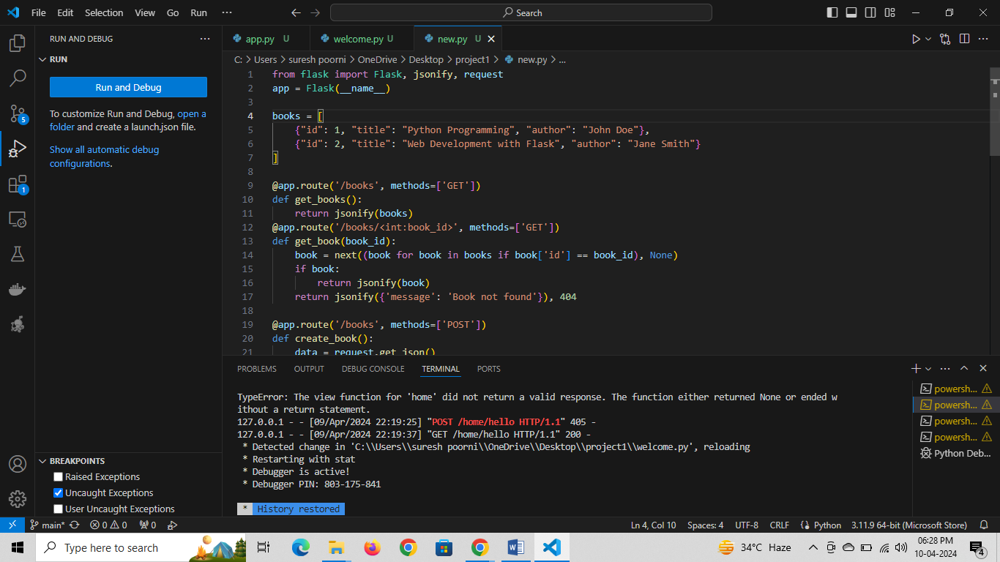 File Edit Selection View Go Run ··· Search
RUN AND DEBUG ···
RUN
Run and Debug
To customize Run and Debug, open a
folder and create a launch.json file.
Show all automatic debug
configurations.
BREAKPOINTS
Raised Exceptions
Uncaught Exceptions
User Uncaught Exceptions
5
1
app.py U welcome.py U new.py U
C: > Users > suresh poorni > OneDrive > Desktop > project1 > new.py > ...
1 from flask import Flask, jsonify, request
2 app = Flask(__name__)
3
4 books = [
5 {"id": 1, "title": "Python Programming", "author": "John Doe"},
6 {"id": 2, "title": "Web Development with Flask", "author": "Jane Smith"}
7 ]
8
9 @app.route('/books', methods=['GET'])
10 def get_books():
11 return jsonify(books)
12 @app.route('/books/<int:book_id>', methods=['GET'])
13 def get_book(book_id):
14 book = next((book for book in books if book['id'] == book_id), None)
15 if book:
16 return jsonify(book)
17 return jsonify({'message': 'Book not found'}), 404
18
19 @app.route('/books', methods=['POST'])
20 def create_book():
21 data = request.get_json()
PROBLEMS OUTPUT DEBUG CONSOLE TERMINAL PORTS
TypeError: The view function for 'home' did not return a valid response. The function either returned None or ended w
ithout a return statement.
127.0.0.1 - - [09/Apr/2024 22:19:25] "POST /home/hello HTTP/1.1" 405 -
127.0.0.1 - - [09/Apr/2024 22:19:37] "GET /home/hello HTTP/1.1" 200 -
* Detected change in 'C:\\Users\\suresh poorni\\OneDrive\\Desktop\\project1\\welcome.py', reloading
* Restarting with stat
* Debugger is active!
* Debugger PIN: 803-175-841
* History restored
powersh...
powersh...
powersh...
powersh...
Python Deb...
main* 0 0 0 Ln 4, Col 10 Spaces: 4 UTF-8 CRLF Python 3.11.9 64-bit (Microsoft Store)
Type here to search 34°C Haze 06:28 PM
10-04-2024 4